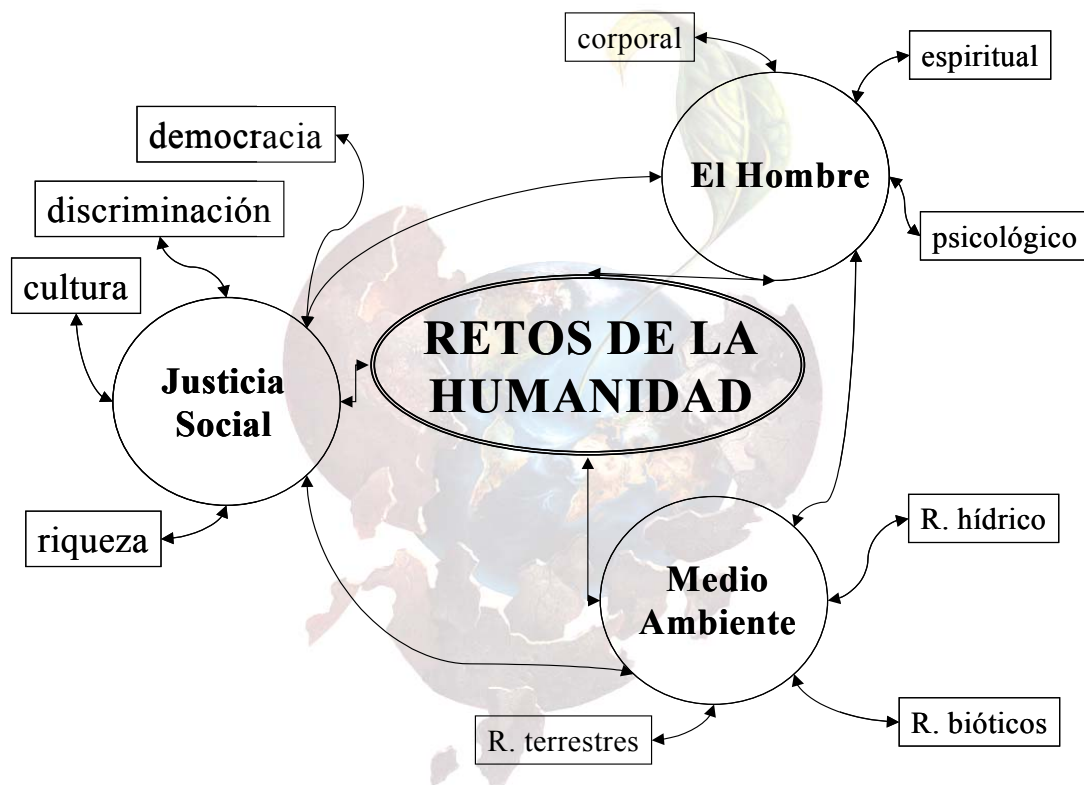 corporal
espiritual
democracia
El Hombre
discriminación
psicológico
cultura
RETOS DE LA
HUMANIDAD
Justicia
Social
riqueza
R. hídrico
Medio
Ambiente
R. bióticos
R. terrestres